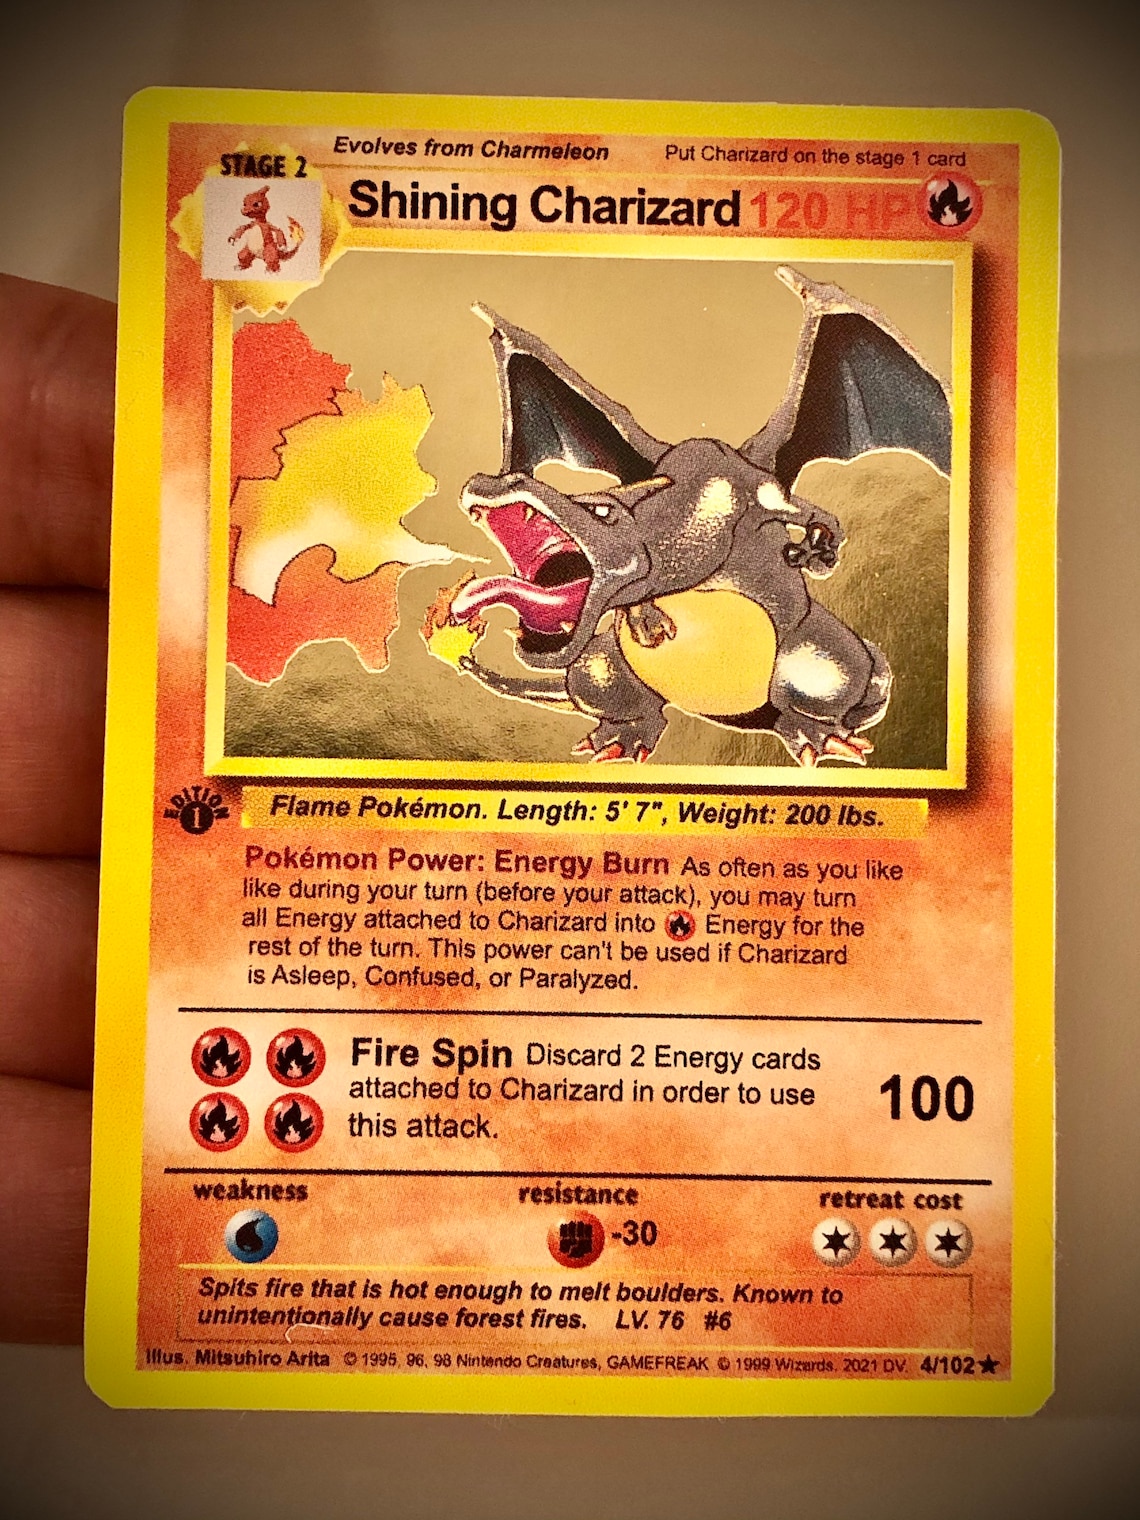 Evolves from Charmeleon Put Charizard on the stage 1 card
STAGE 2
Shining Charizard 120 HP
EDITION
1
Flame Pokémon. Length: 5' 7", Weight: 200 lbs.
Pokémon Power: Energy Burn As often as you like
like during your turn (before your attack), you may turn
all Energy attached to Charizard into Energy for the
rest of the turn. This power can't be used if Charizard
is Asleep, Confused, or Paralyzed.
Fire Spin Discard 2 Energy cards
attached to Charizard in order to use
this attack.
100
weakness resistance retreat cost
-30
Spits fire that is hot enough to melt boulders. Known to
unintentionally cause forest fires. LV. 76 #6
Illus. Mitsuhiro Arita © 1995, 96, 98 Nintendo Creatures, GAMEFREAK © 1999 Wizards. 2021 DV. 4/102★